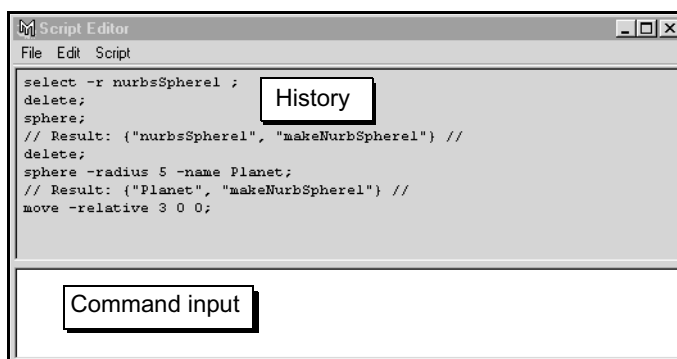 Script Editor
File Edit Script
select -r nurbsSphere1 ;
delete;
sphere;
// Result: {"nurbsSphere1", "makeNurbSphere1"} //
delete;
sphere -radius 5 -name Planet;
// Result: {"Planet", "makeNurbSphere1"} //
move -relative 3 0 0;
History
Command input